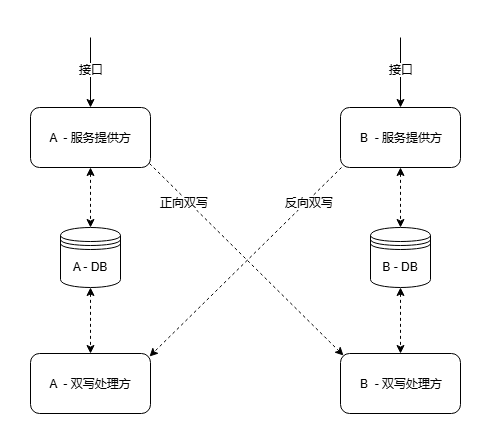 接口
接口
A - 服务提供方
B - 服务提供方
正向双写
反向双写
A - DB
B - DB
A - 双写处理方
B - 双写处理方